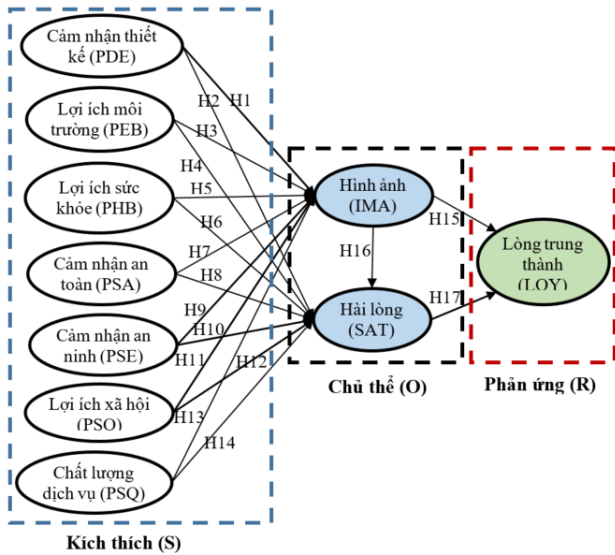 Cảm nhận thiết
kế (PDE)
Lợi ích môi
trường (PEB)
Lợi ích sức
khỏe (PHB)
Cảm nhận an
toàn (PSA)
Cảm nhận an
ninh (PSE)
Lợi ích xã hội
(PSO)
Chất lượng
dịch vụ (PSQ)
Kích thích (S)
H1
H2
H3
H4
H5
H6
H7
H8
H9
H10
H11
H12
H13
H14
Hình ảnh
(IMA)
H16
Hài lòng
(SAT)
Chủ thể (O)
H15
H17
Lòng trung
thành
(LOY)
Phản ứng (R)